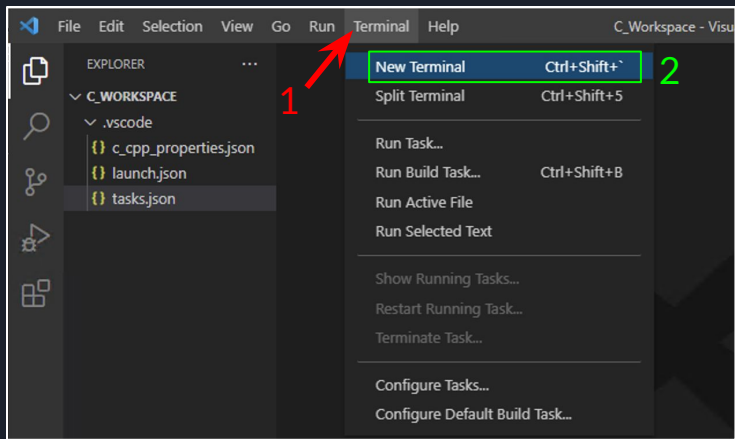 File Edit Selection View Go Run Terminal Help C_Workspace - Visu
EXPLORER ...
1
New Terminal Ctrl+Shift+`
2
C_WORKSPACE
Split Terminal Ctrl+Shift+5
.vscode
{} c_cpp_properties.json
Run Task...
{} launch.json
Run Build Task... Ctrl+Shift+B
{} tasks.json
Run Active File
Run Selected Text
Show Running Tasks...
Restart Running Task...
Terminate Task...
Configure Tasks...
Configure Default Build Task...